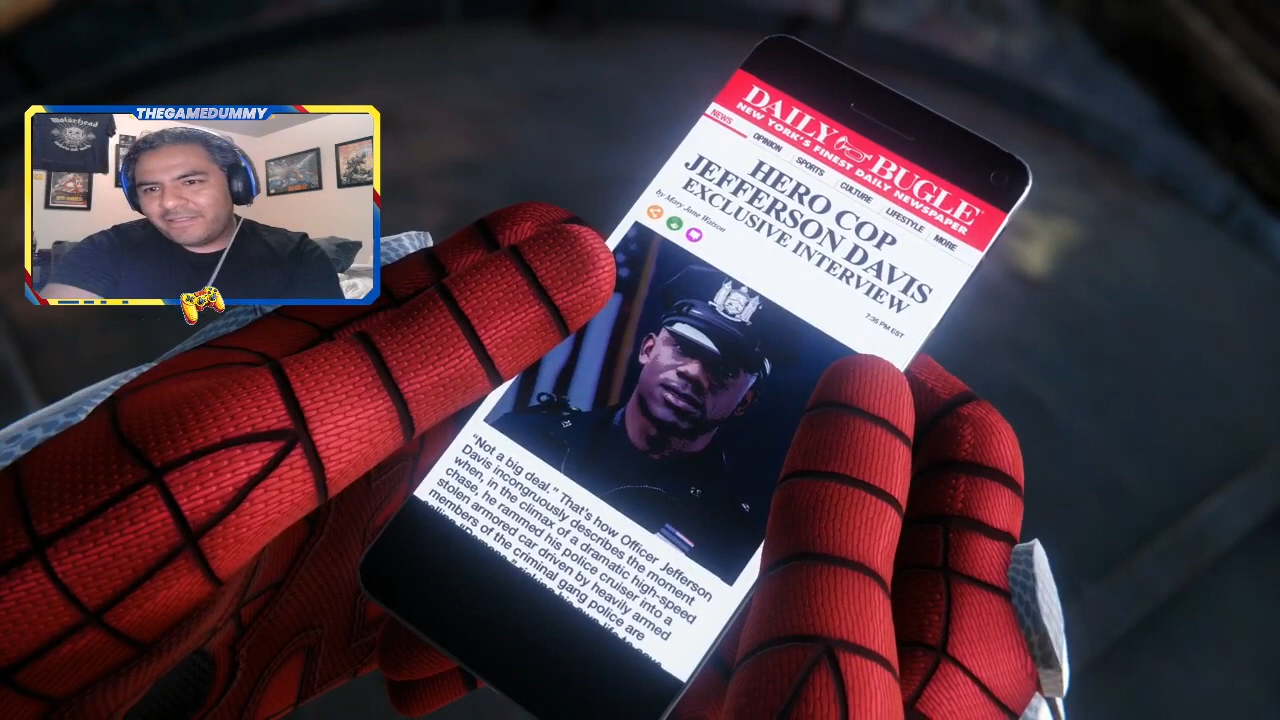 THEGAMEDUMMY
Motörhead
DAILY BUGLE
NEW YORK'S FINEST DAILY NEWSPAPER
NEWS OPINION SPORTS CULTURE LIFESTYLE MORE
HERO COP
JEFFERSON DAVIS
EXCLUSIVE INTERVIEW
by Mary Jane Watson
7:36 PM EST
"Not a big deal." That's how Officer Jefferson
Davis incongruously describes the moment
when, in the climax of a dramatic high-speed
chase, he rammed his police cruiser into a
stolen armored car driven by heavily armed
members of the criminal gang police are